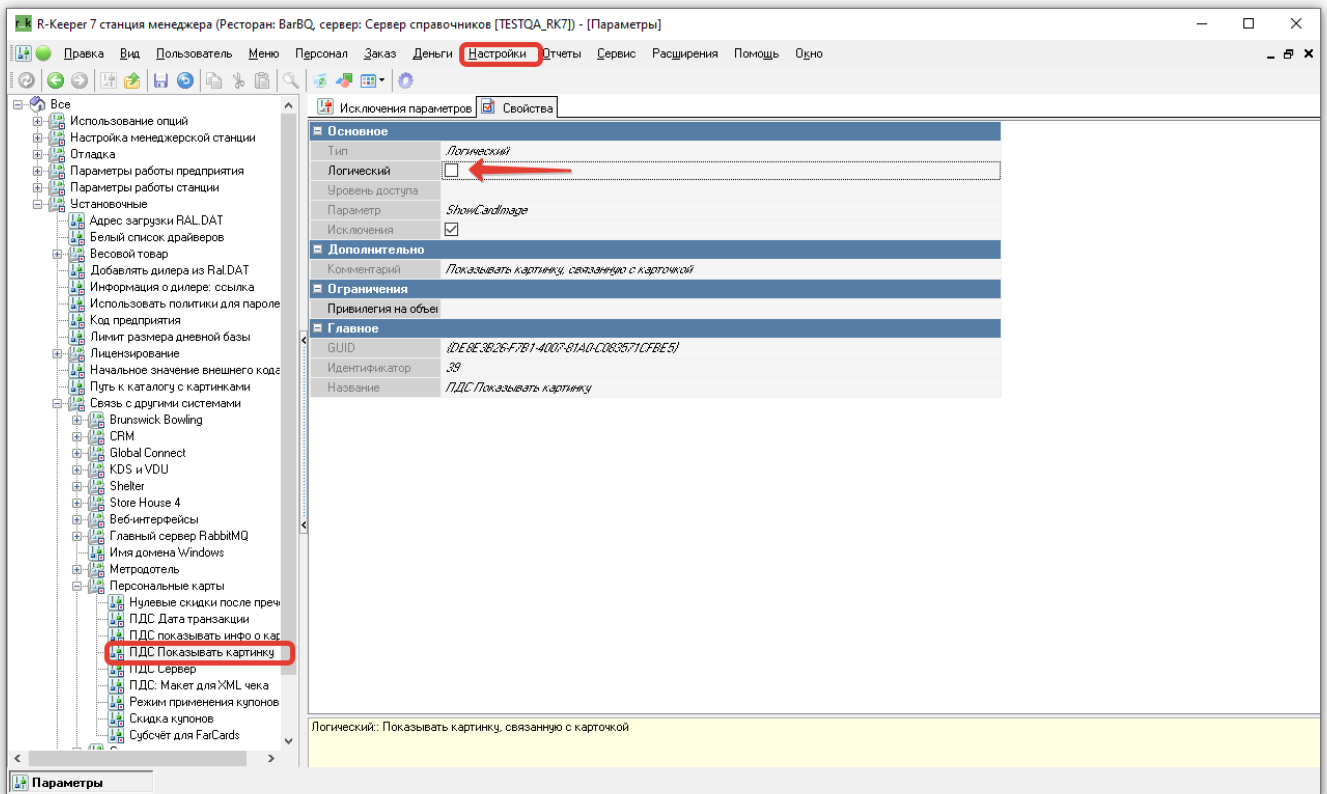 R-Keeper 7 станция менеджера (Ресторан: BarBQ, сервер: Сервер справочников [TESTQA_RK7]) - [Параметры]
Правка Вид Пользователь Меню Персонал Заказ Деньги Настройки Отчеты Сервис Расширения Помощь Окно
Все
Использование опций
Настройка менеджерской станции
Отладка
Параметры работы предприятия
Параметры работы станции
Установочные
Адрес загрузки RAL.DAT
Белый список драйверов
Весовой товар
Добавлять дилера из Ral.DAT
Информация о дилере: ссылка
Использовать политики для пароле
Код предприятия
Лимит размера дневной базы
Лицензирование
Начальное значение внешнего кода
Путь к каталогу с картинками
Связь с другими системами
Brunswick Bowling
CRM
Global Connect
KDS и VDU
Shelter
Store House 4
Веб-интерфейсы
Главный сервер RabbitMQ
Имя домена Windows
Метродотель
Персональные карты
Нулевые скидки после пречe
ПДС Дата транзакции
ПДС показывать инфо о кар
ПДС Показывать картинку
ПДС Сервер
ПДС: Макет для XML чека
Режим применения купонов
Скидка купонов
Субсчёт для FarCards
Исключения параметров Свойства
Основное
Тип Логический
Логический
Уровень доступа
Параметр ShowCardImage
Исключения
Дополнительно
Комментарий Показывать картинку, связанную с карточкой
Ограничения
Привилегия на объек
Главное
GUID {DE8E3B26-F7B1-4007-81A0-C083571CFBE5}
Идентификатор 39
Название ПДС Показывать картинку
Логический:: Показывать картинку, связанную с карточкой
Параметры